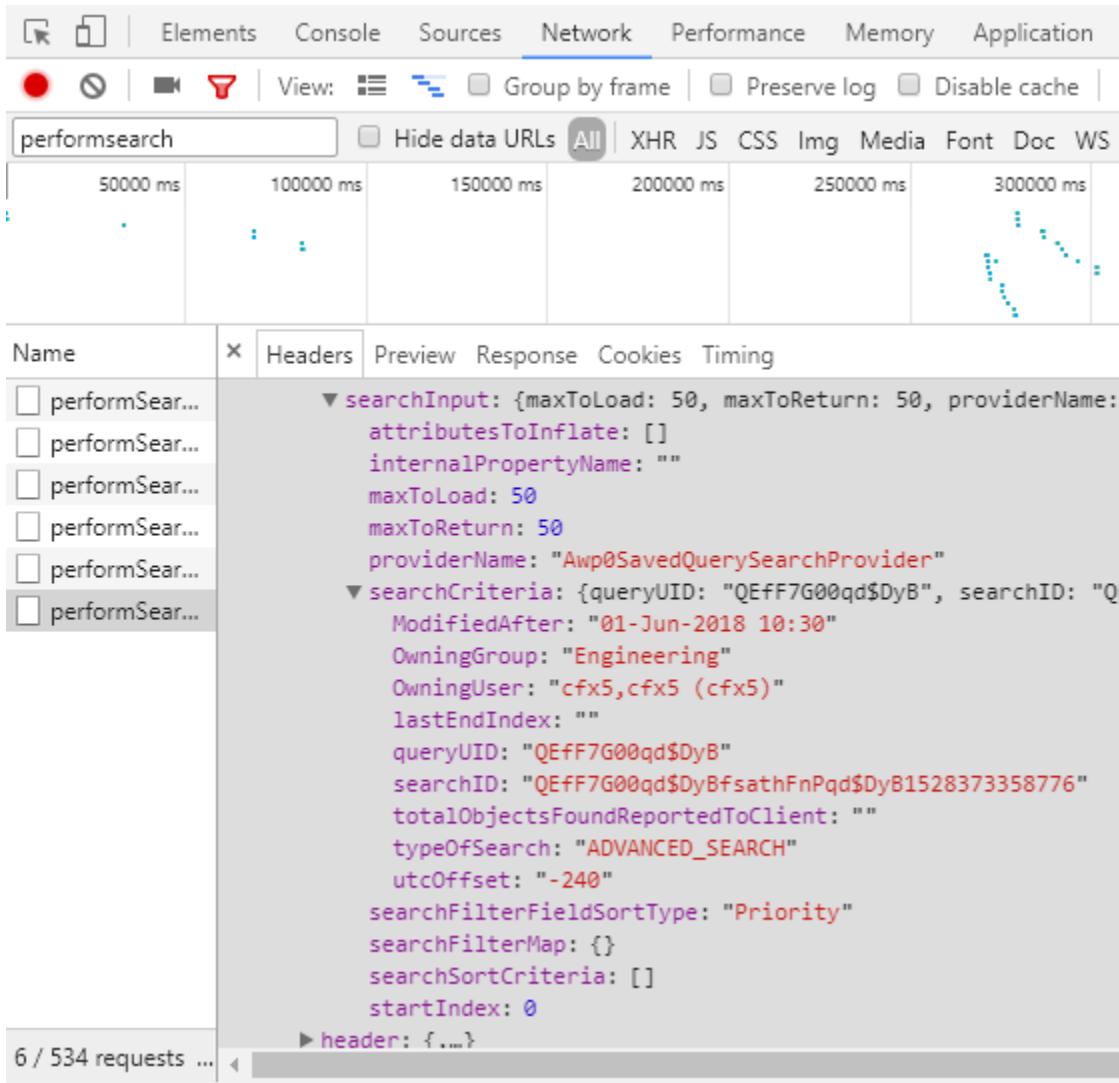 Elements Console Sources Network Performance Memory Application
View: Group by frame Preserve log Disable cache
performsearch Hide data URLs All XHR JS CSS Img Media Font Doc WS
50000 ms 100000 ms 150000 ms 200000 ms 250000 ms 300000 ms
Name × Headers Preview Response Cookies Timing
performSear...
performSear...
performSear...
performSear...
performSear...
performSear...
▼ searchInput: {maxToLoad: 50, maxToReturn: 50, providerName:
attributesToInflate: []
internalPropertyName: ""
maxToLoad: 50
maxToReturn: 50
providerName: "Awp0SavedQuerySearchProvider"
▼ searchCriteria: {queryUID: "QEfF7G00qd$DyB", searchID: "Q
ModifiedAfter: "01-Jun-2018 10:30"
OwningGroup: "Engineering"
OwningUser: "cfx5,cfx5 (cfx5)"
lastEndIndex: ""
queryUID: "QEfF7G00qd$DyB"
searchID: "QEfF7G00qd$DyBfsathFnPqd$DyB1528373358776"
totalObjectsFoundReportedToClient: ""
typeOfSearch: "ADVANCED_SEARCH"
utcOffset: "-240"
searchFilterFieldSortType: "Priority"
searchFilterMap: {}
searchSortCriteria: []
startIndex: 0
▶ header: {,…}
6 / 534 requests ...